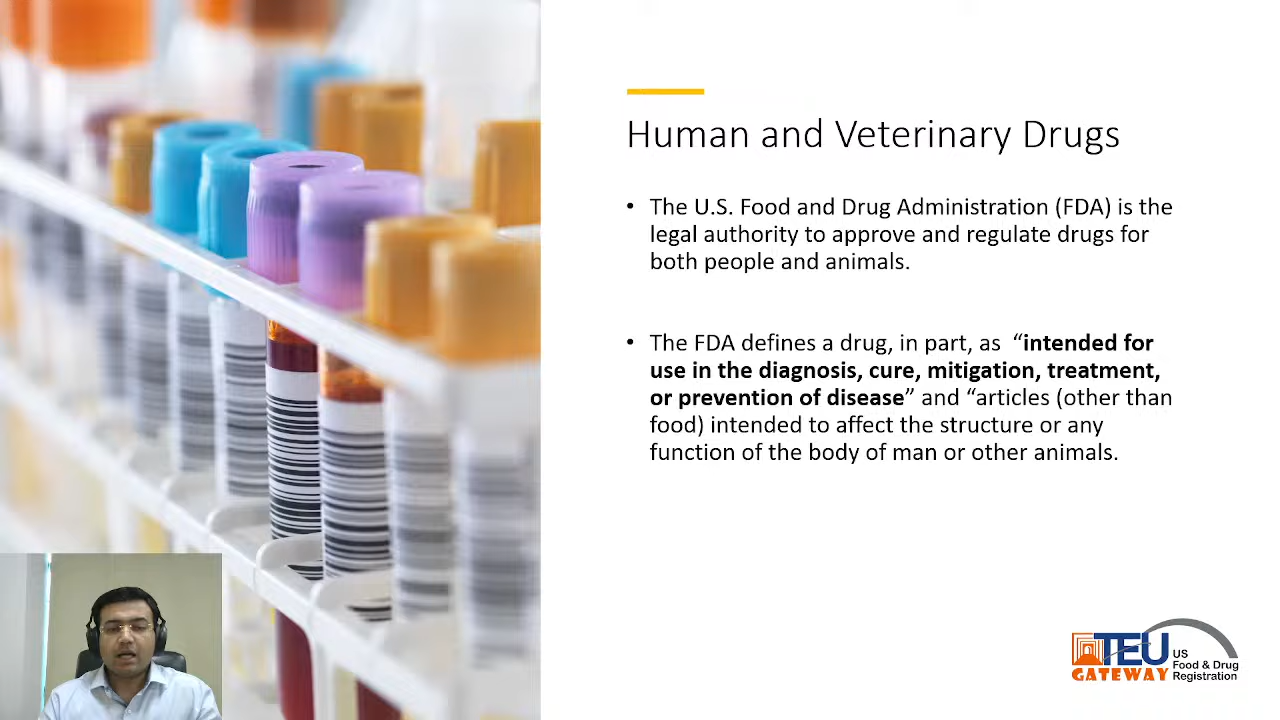 Human and Veterinary Drugs
• The U.S. Food and Drug Administration (FDA) is the
legal authority to approve and regulate drugs for
both people and animals.
• The FDA defines a drug, in part, as “intended for
use in the diagnosis, cure, mitigation, treatment,
or prevention of disease” and “articles (other than
food) intended to affect the structure or any
function of the body of man or other animals.
TEU
GATEWAY
US
Food & Drug
Registration